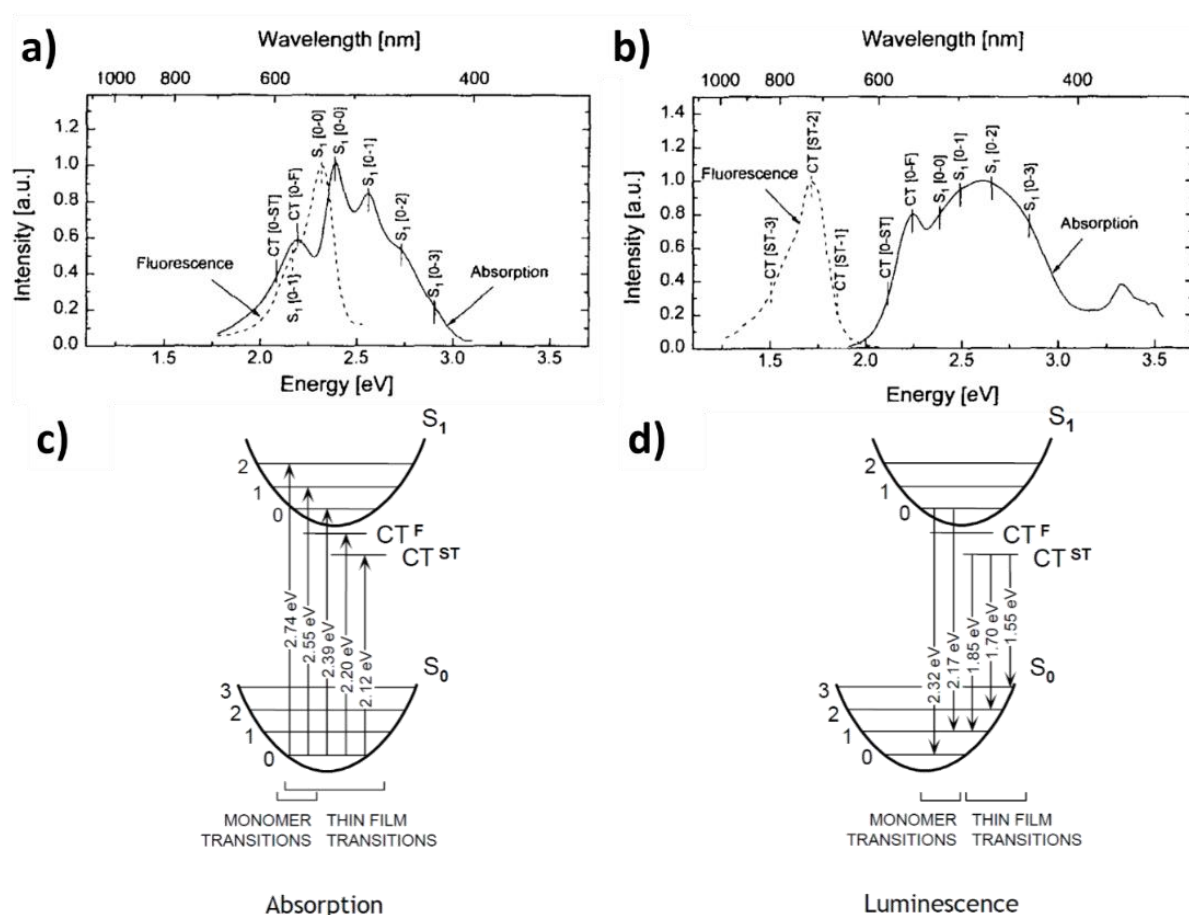 a)
Wavelength [nm]
1000 800 600 400
Intensity [a.u.]
1.2
1.0
0.8
0.6
0.4
0.2
0.0
Fluorescence
CT [0-ST]
S₁ [0-1]
CT [0-F]
S₁ [0-0]
S₁ [0-0]
S₁ [0-1]
S₁ [0-2]
S₁ [0-3]
Absorption
1.5 2.0 2.5 3.0 3.5
Energy [eV]
b)
Wavelength [nm]
1000 800 600 400
Intensity [a.u.]
1.4
1.2
1.0
0.8
0.6
0.4
0.2
0.0
Fluorescence
CT [ST-3]
CT [ST-2]
CT [ST-1]
CT [0-ST]
CT [0-F]
S₁ [0-0]
S₁ [0-1]
S₁ [0-2]
S₁ [0-3]
Absorption
1.5 2.0 2.5 3.0 3.5
Energy [eV]
c)
S₁
2
1
0
CT F
CT ST
2.74 eV
2.55 eV
2.39 eV
2.20 eV
2.12 eV
S₀
3
2
1
0
MONOMER THIN FILM
TRANSITIONS TRANSITIONS
Absorption
d)
S₁
2
1
0
CT F
CT ST
2.32 eV
2.17 eV
1.85 eV
1.70 eV
1.55 eV
S₀
3
2
1
0
MONOMER THIN FILM
TRANSITIONS TRANSITIONS
Luminescence